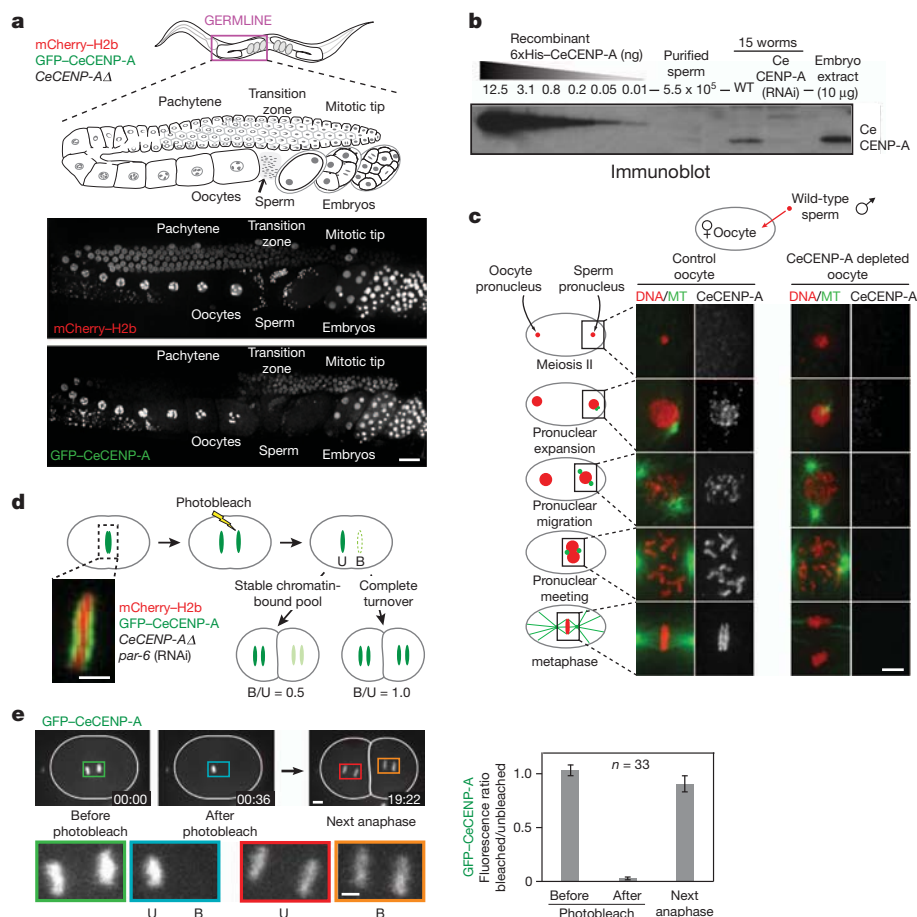 a
GERMLINE
mCherry–H2b
GFP–CeCENP-A
CeCENP-AΔ
Pachytene
Transition
zone
Mitotic tip
Oocytes
Sperm
Embryos
Pachytene
Transition
zone
Mitotic tip
Oocytes
Sperm
Embryos
mCherry–H2b
Pachytene
Transition
zone
Mitotic tip
Oocytes
Sperm
Embryos
GFP–CeCENP-A
b
Recombinant
6xHis–CeCENP-A (ng)
12.5 3.1 0.8 0.2 0.05 0.01
Purified
sperm
– 5.5 x 10⁵ –
15 worms
WT
Ce
CENP-A
(RNAi) –
Embryo
extract
(10 μg)
Ce
CENP-A
Immunoblot
c
♀ Oocyte
Wild-type
sperm ♂
Oocyte
pronucleus
Sperm
pronucleus
Control
oocyte
DNA/MT CeCENP-A
CeCENP-A depleted
oocyte
DNA/MT CeCENP-A
Meiosis II
Pronuclear
expansion
Pronuclear
migration
Pronuclear
meeting
metaphase
d
Photobleach
U B
Stable chromatin-
bound pool
Complete
turnover
mCherry–H2b
GFP–CeCENP-A
CeCENP-AΔ
par-6 (RNAi)
B/U = 0.5
B/U = 1.0
e
GFP–CeCENP-A
00:00
00:36
19:22
Before
photobleach
After
photobleach
Next anaphase
U B
U
B
GFP–CeCENP-A
Fluorescence ratio
bleached/unbleached
1.0
0.5
0
n = 33
Before After
Photobleach
Next
anaphase